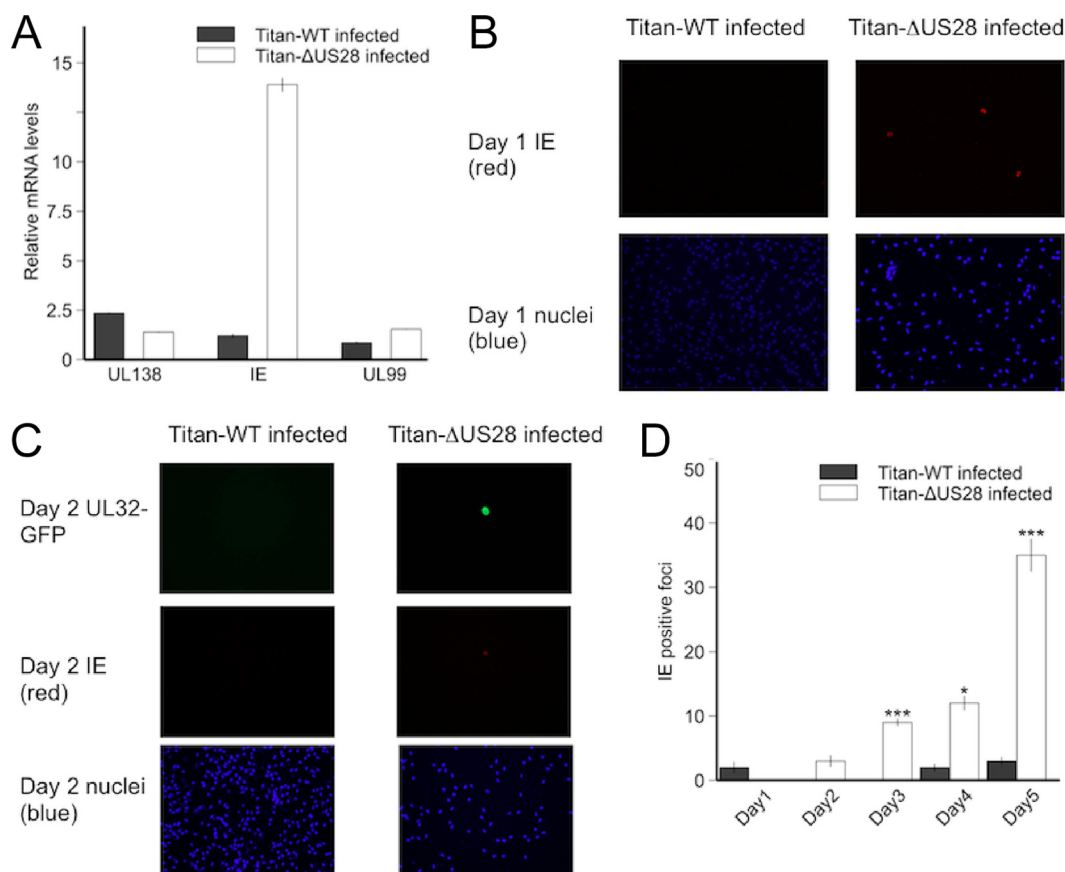 A
Titan-WT infected
Titan-ΔUS28 infected
Relative mRNA levels
15
10
7.5
5
2.5
0
UL138 IE UL99
B
Titan-WT infected Titan-ΔUS28 infected
Day 1 IE
(red)
Day 1 nuclei
(blue)
C
Titan-WT infected Titan-ΔUS28 infected
Day 2 UL32-
GFP
Day 2 IE
(red)
Day 2 nuclei
(blue)
D
Titan-WT infected
Titan-ΔUS28 infected
IE positive foci
50
40
30
20
10
0
*** * ***
Day1 Day2 Day3 Day4 Day5